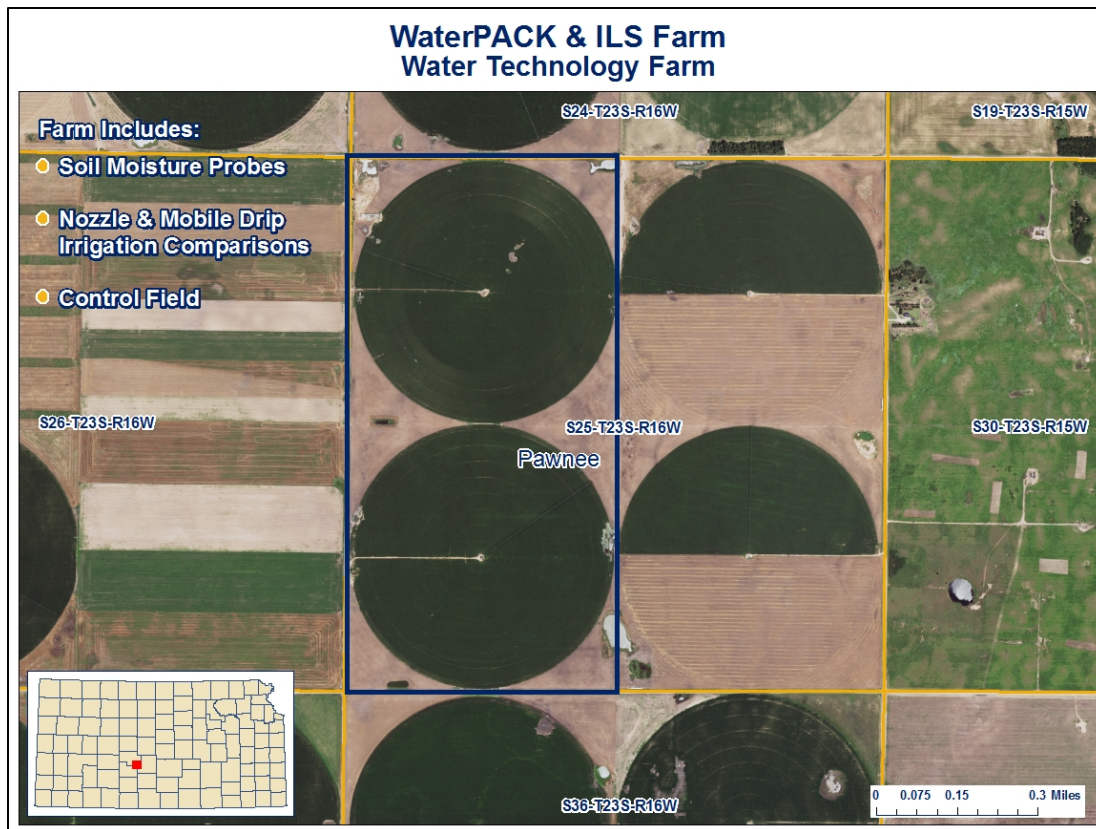 WaterPACK & ILS Farm
Water Technology Farm
S24-T23S-R16W
S19-T23S-R15W
Farm Includes:
Soil Moisture Probes
Nozzle & Mobile Drip
Irrigation Comparisons
Control Field
S26-T23S-R16W
S25-T23S-R16W
S30-T23S-R15W
Pawnee
S36-T23S-R16W
0 0.075 0.15 0.3 Miles